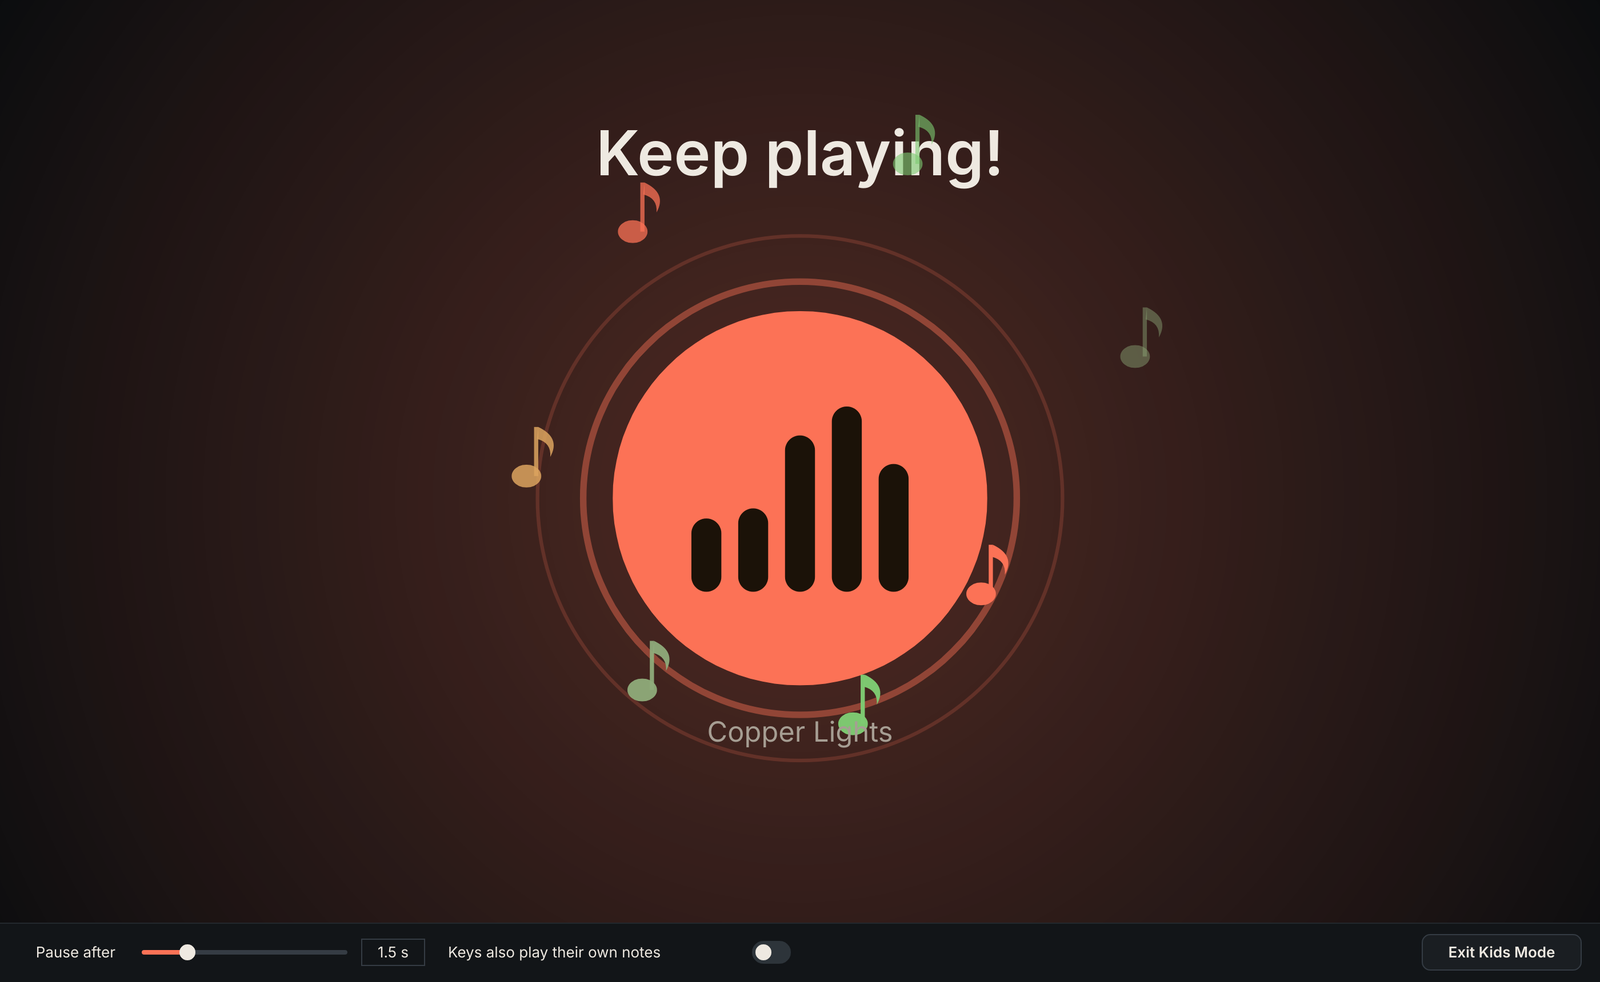 Keep playing!
Copper Lights
Pause after
1.5 s
Keys also play their own notes
Exit Kids Mode